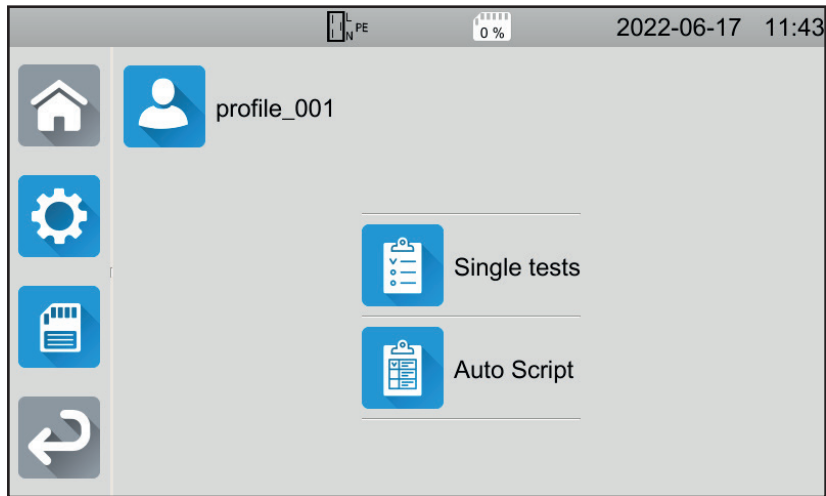 L
N PE
0 %
2022-06-17 11:43
profile_001
Single tests
Auto Script